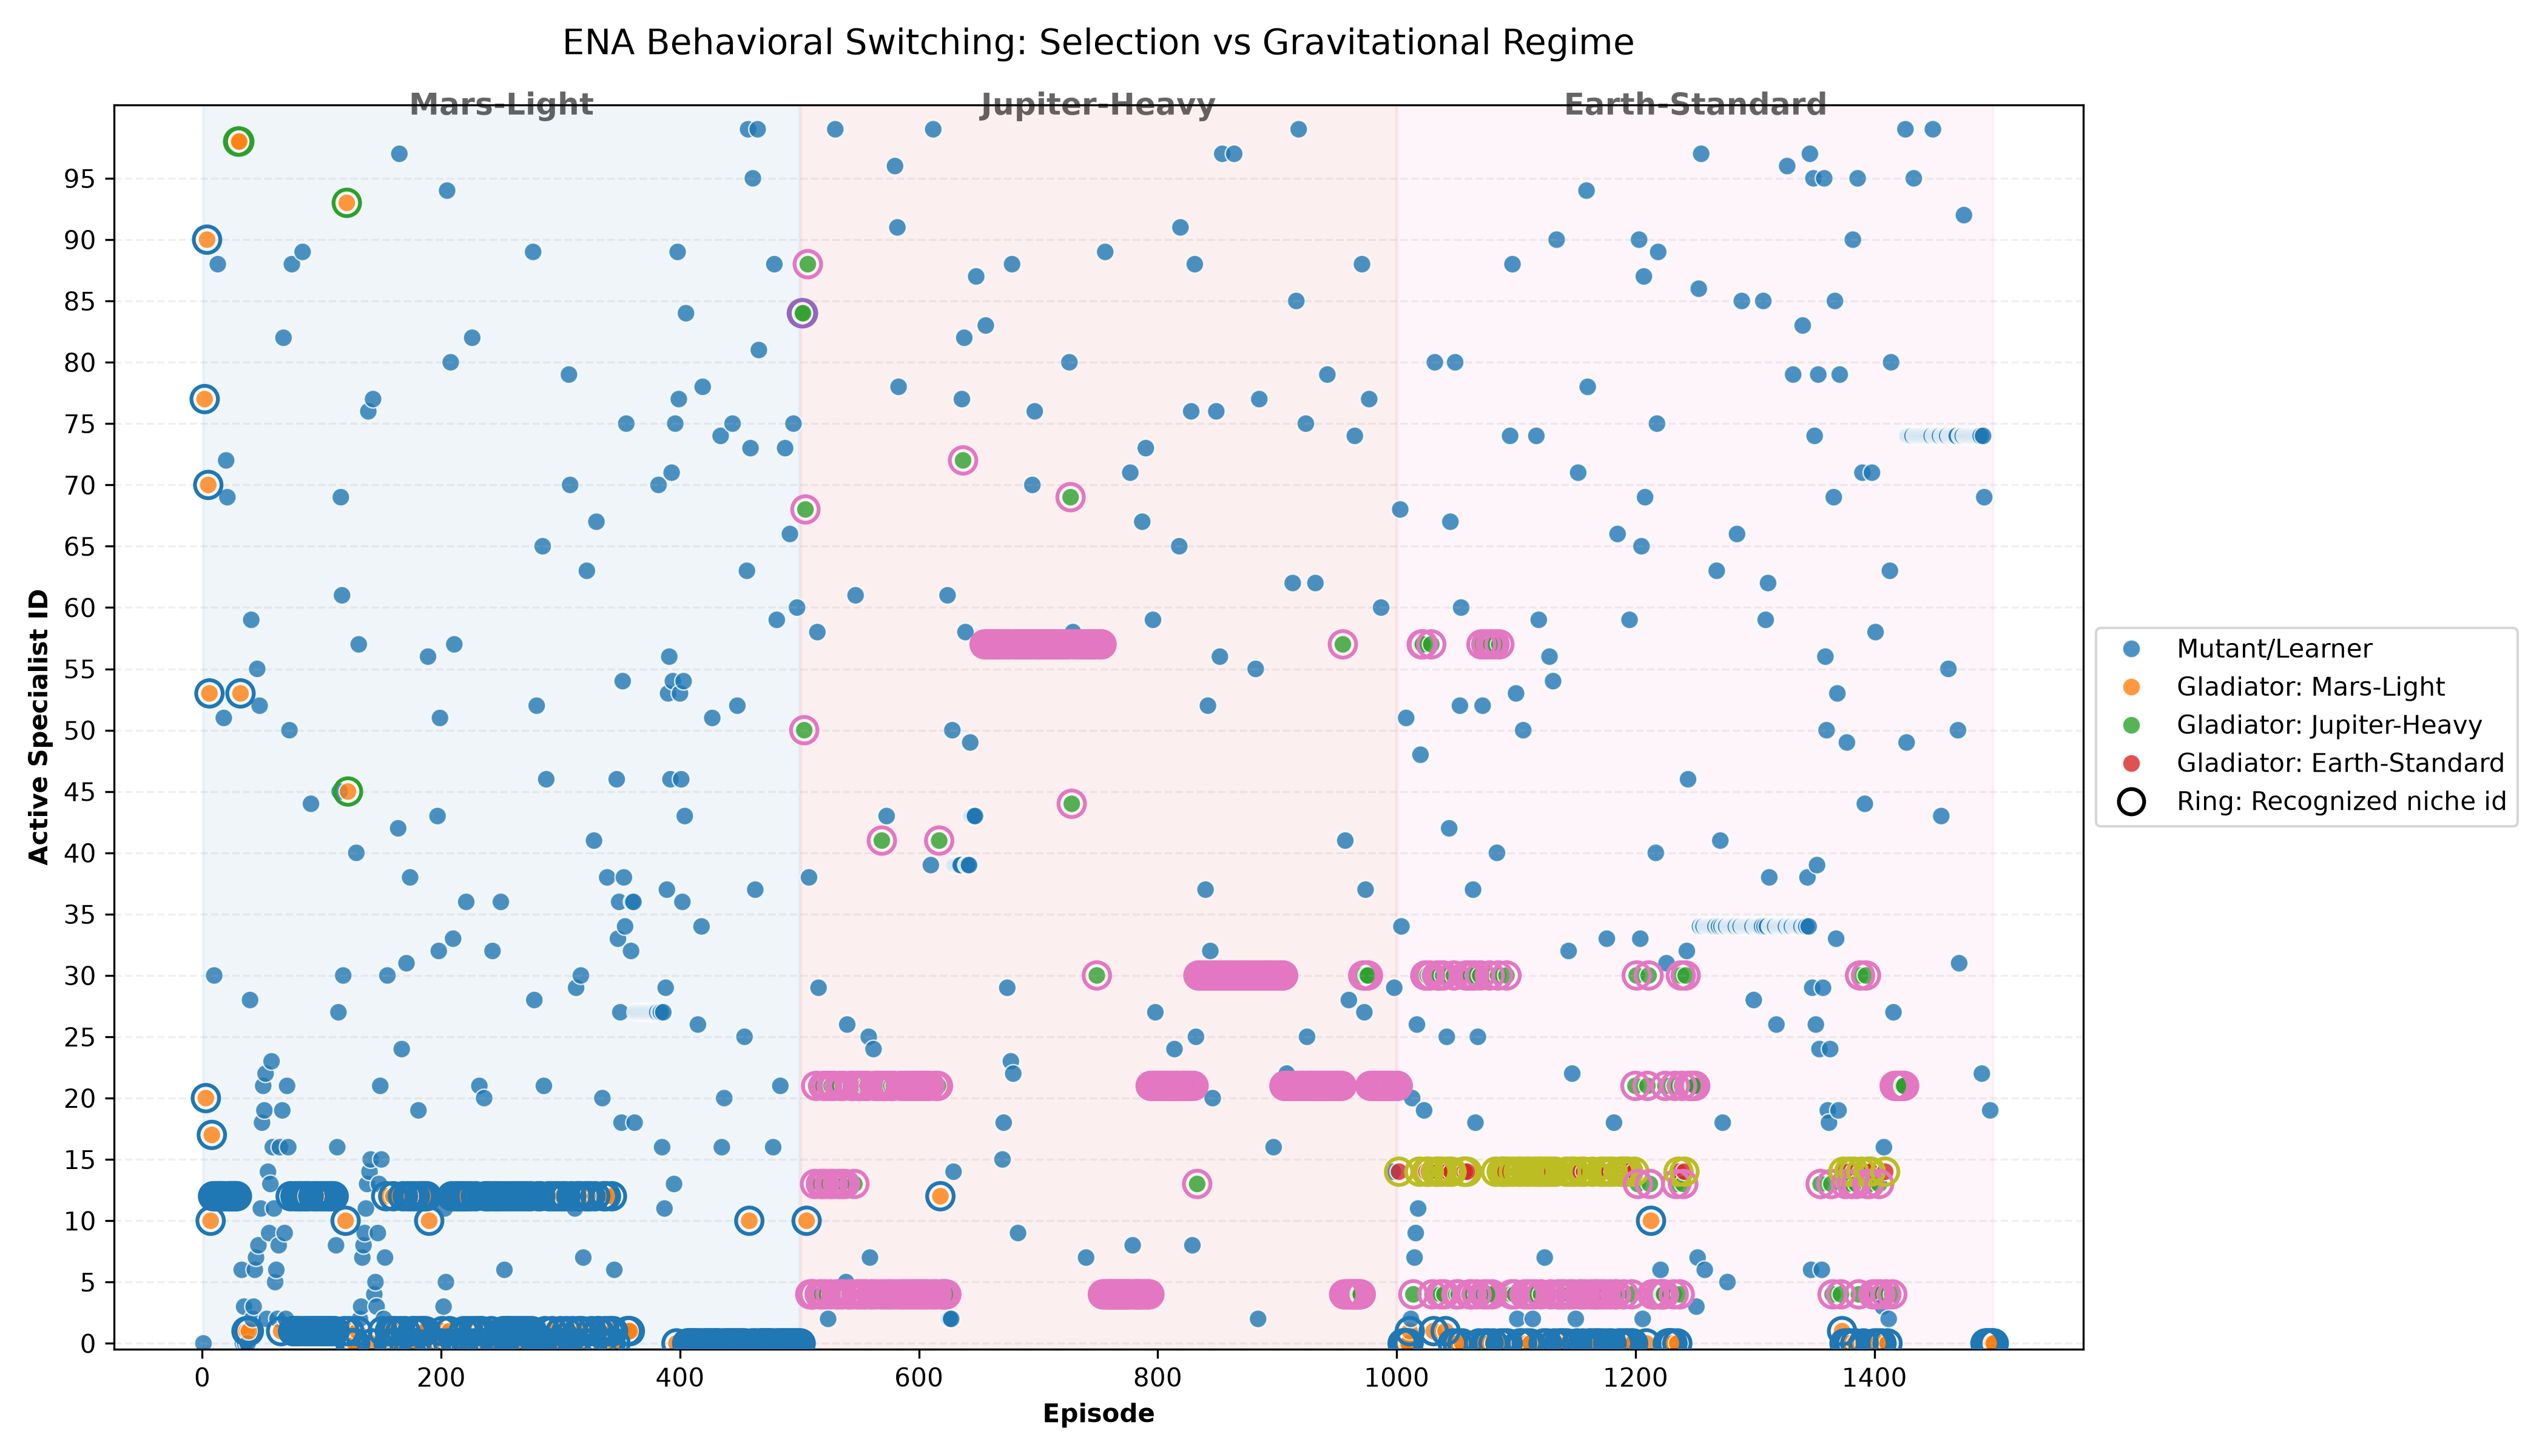 ENA Behavioral Switching: Selection vs Gravitational Regime
Mars-Light
Jupiter-Heavy
Earth-Standard
95
90
85
80
75
70
65
60
55
50
45
40
35
30
25
20
15
10
5
0
Active Specialist ID
0
200
400
600
800
1000
1200
1400
Episode
Mutant/Learner
Gladiator: Mars-Light
Gladiator: Jupiter-Heavy
Gladiator: Earth-Standard
Ring: Recognized niche id